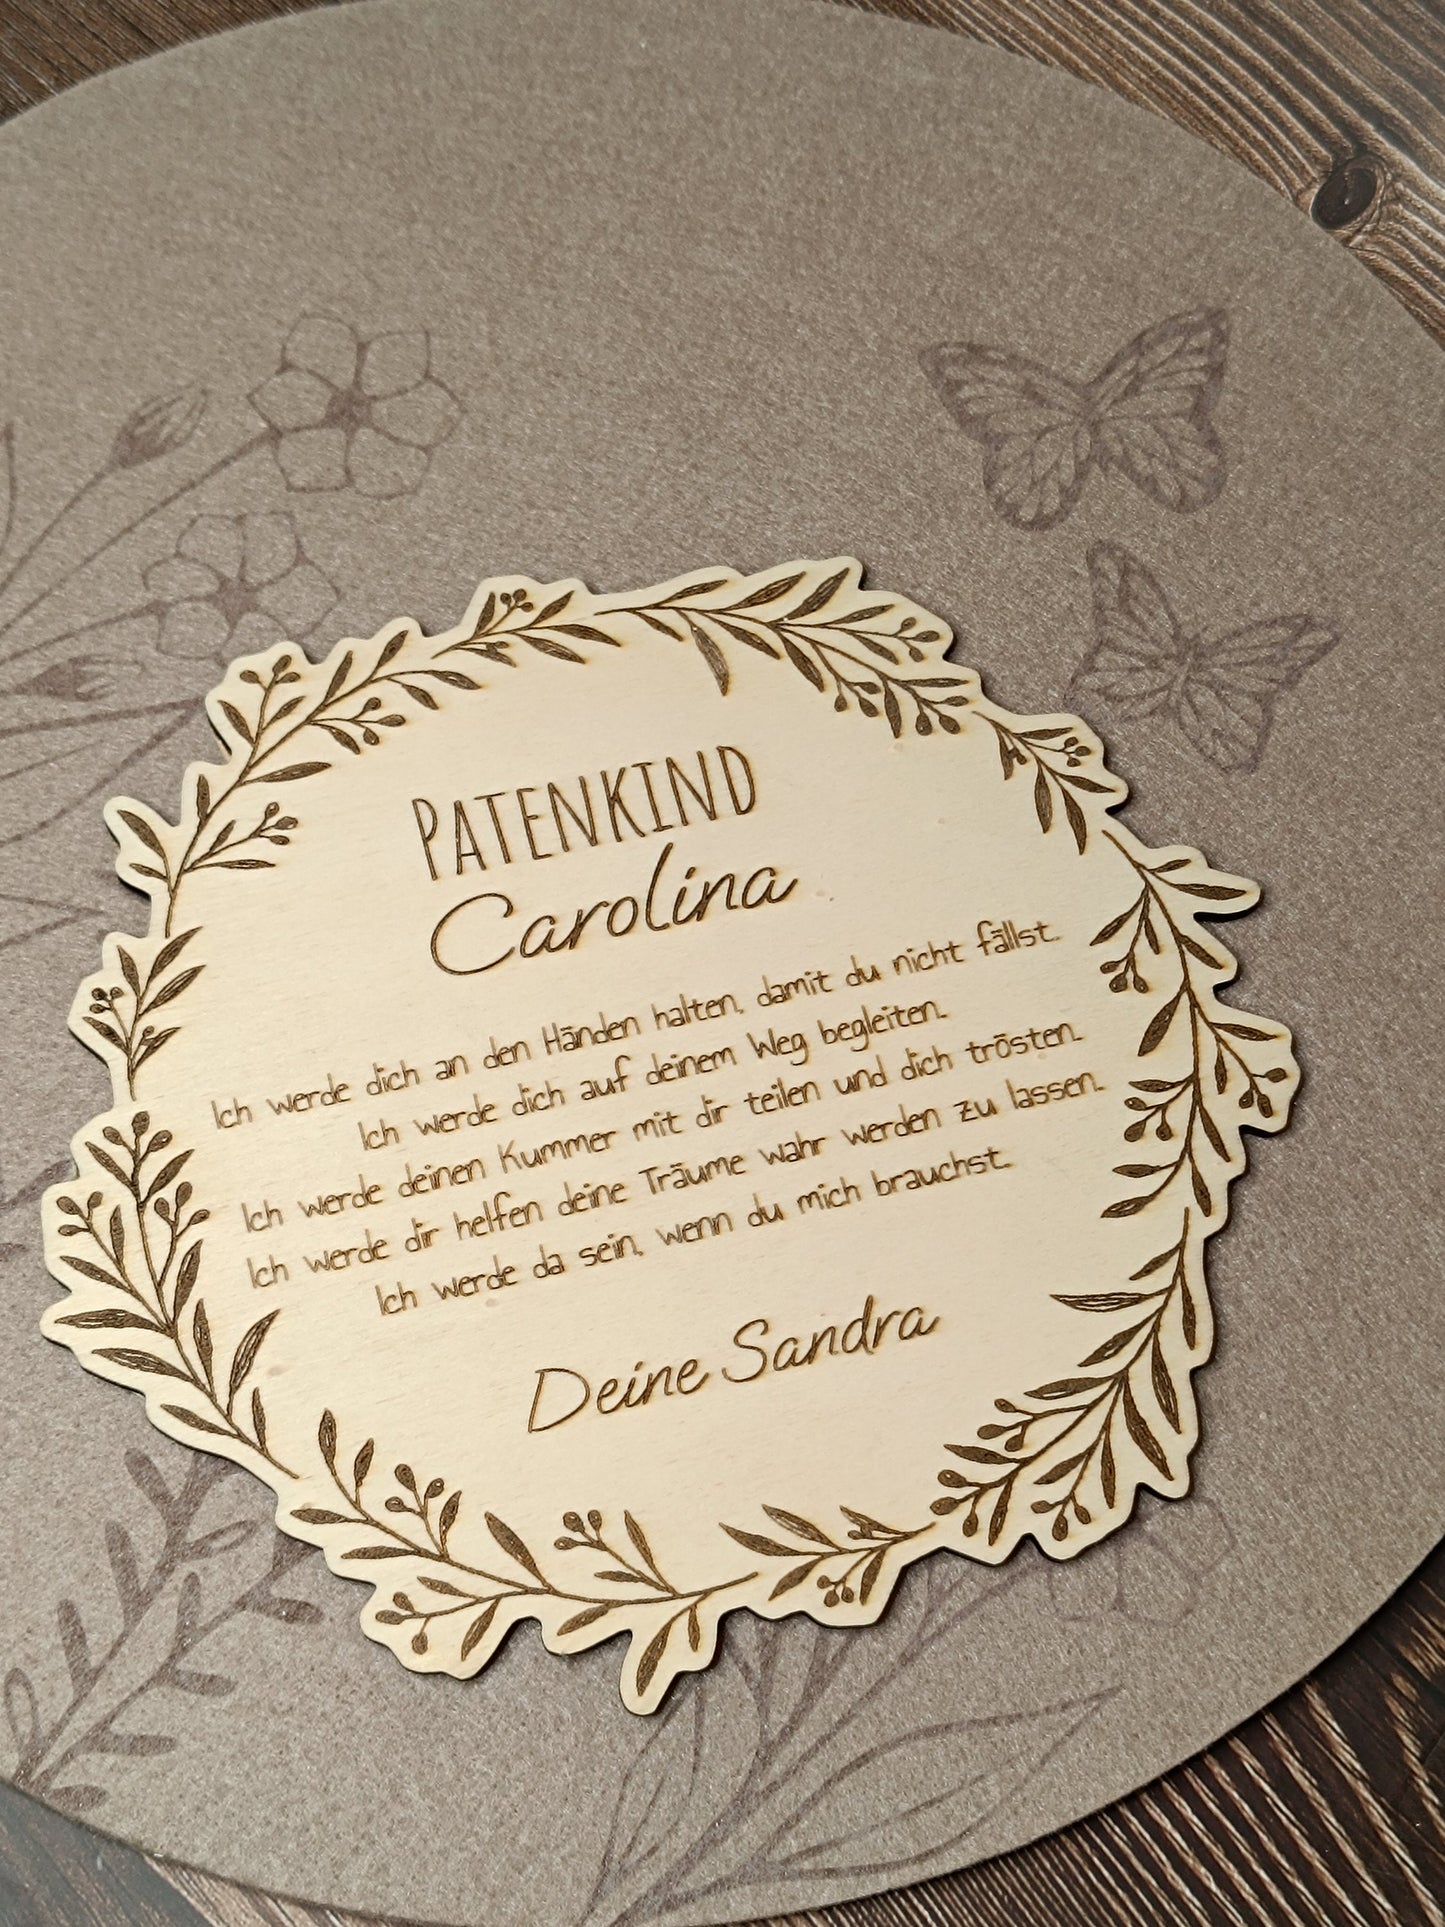 PATENKIND
Carolina
Ich werde dich an den Händen halten, damit du nicht fällst.
Ich werde dich auf deinem Weg begleiten.
Ich werde deinen Kummer mit dir teilen und dich trösten.
Ich werde dir helfen deine Träume wahr werden zu lassen.
Ich werde da sein, wenn du mich brauchst.
Deine Sandra